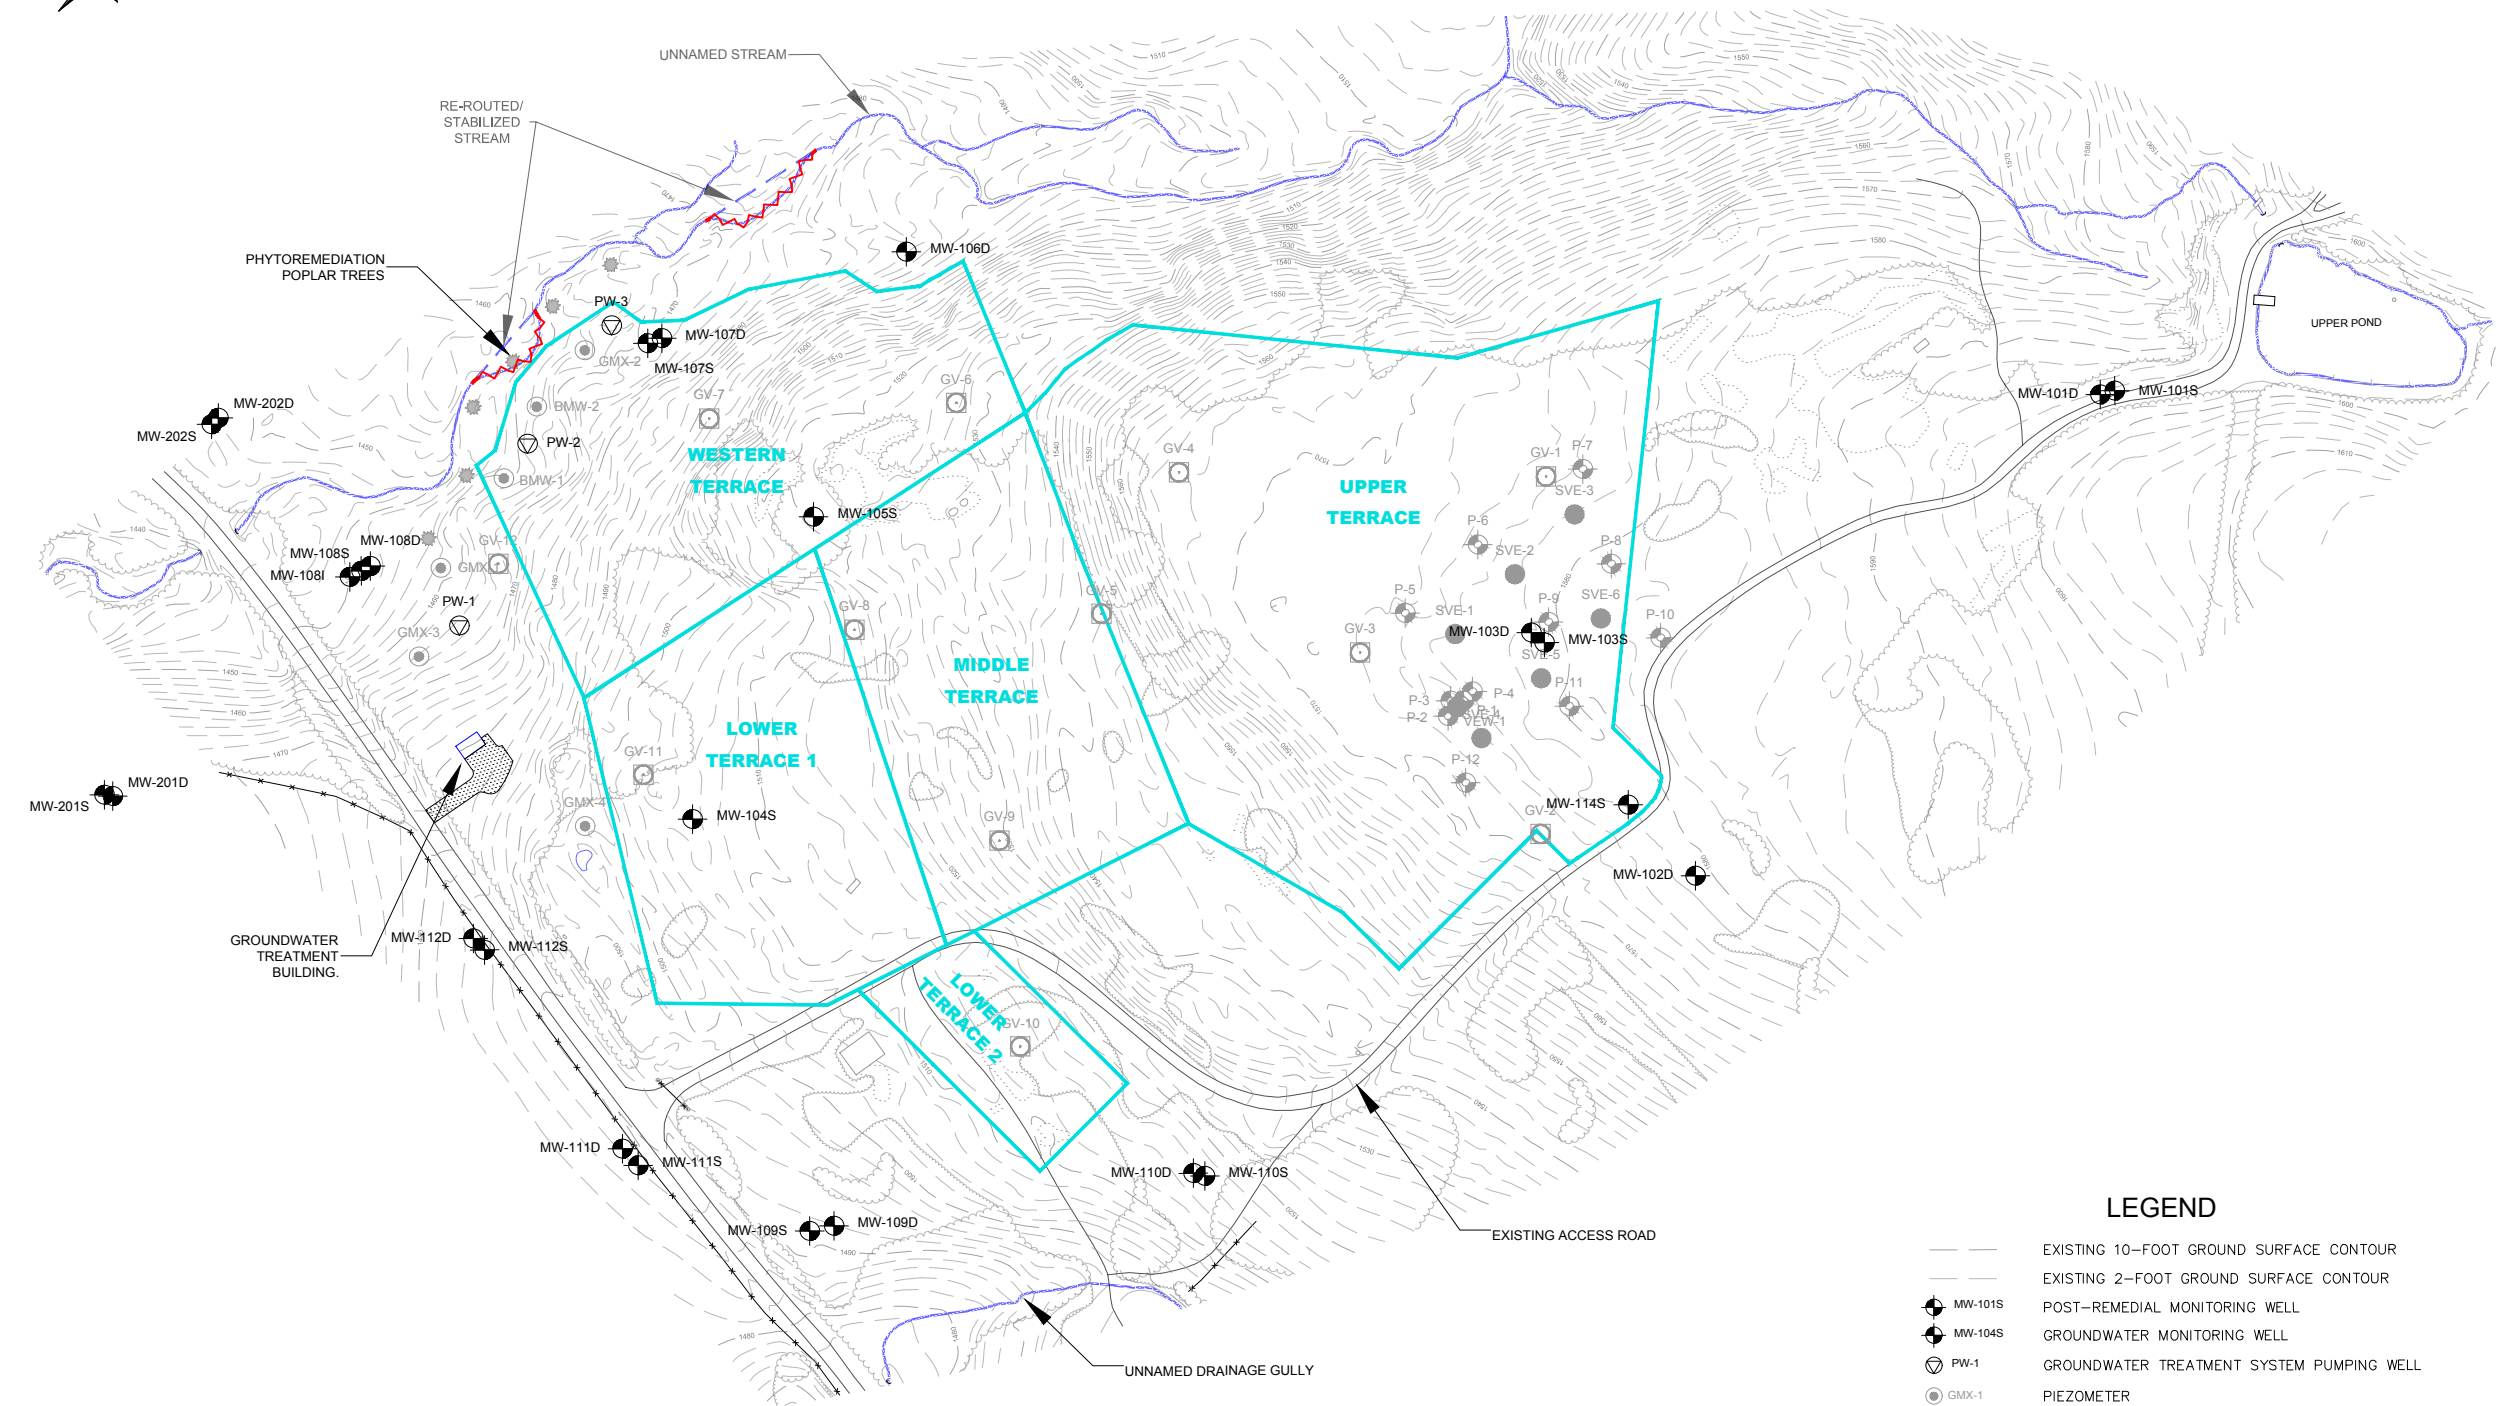 UNNAMED STREAM
RE-ROUTED/
STABILIZED
STREAM
PHYTOREMEDIATION
POPLAR TREES
MW-106D
PW-3
MW-107D
MW-107S
GMX-2
BMW-2
PW-2
BMW-1
MW-202D
MW-202S
GV-7
GV-6
WESTERN
TERRACE
MW-105S
GV-4
UPPER
TERRACE
GV-1
P-7
SVE-3
P-6
SVE-2
P-8
P-5
SVE-1
P-9
SVE-6
P-10
MW-103D
MW-103S
SVE-5
GV-3
P-11
P-3
P-4
P-2
P-1
SVE-4
VEW-1
P-12
MW-114S
GV-2
MW-102D
MW-101D
MW-101S
UPPER POND
MW-108S
MW-108D
MW-108I
GV-12
PW-1
GMX-3
GV-8
GV-5
MIDDLE
TERRACE
LOWER
TERRACE 1
GV-11
GMX-4
MW-104S
GV-9
MW-201D
MW-201S
GROUNDWATER
TREATMENT
BUILDING.
MW-112D
MW-112S
LOWER
TERRACE 2
GV-10
MW-111D
MW-111S
MW-109S
MW-109D
MW-110D
MW-110S
EXISTING ACCESS ROAD
UNNAMED DRAINAGE GULLY
LEGEND
EXISTING 10-FOOT GROUND SURFACE CONTOUR
EXISTING 2-FOOT GROUND SURFACE CONTOUR
MW-101S POST-REMEDIAL MONITORING WELL
MW-104S GROUNDWATER MONITORING WELL
PW-1 GROUNDWATER TREATMENT SYSTEM PUMPING WELL
GMX-1 PIEZOMETER